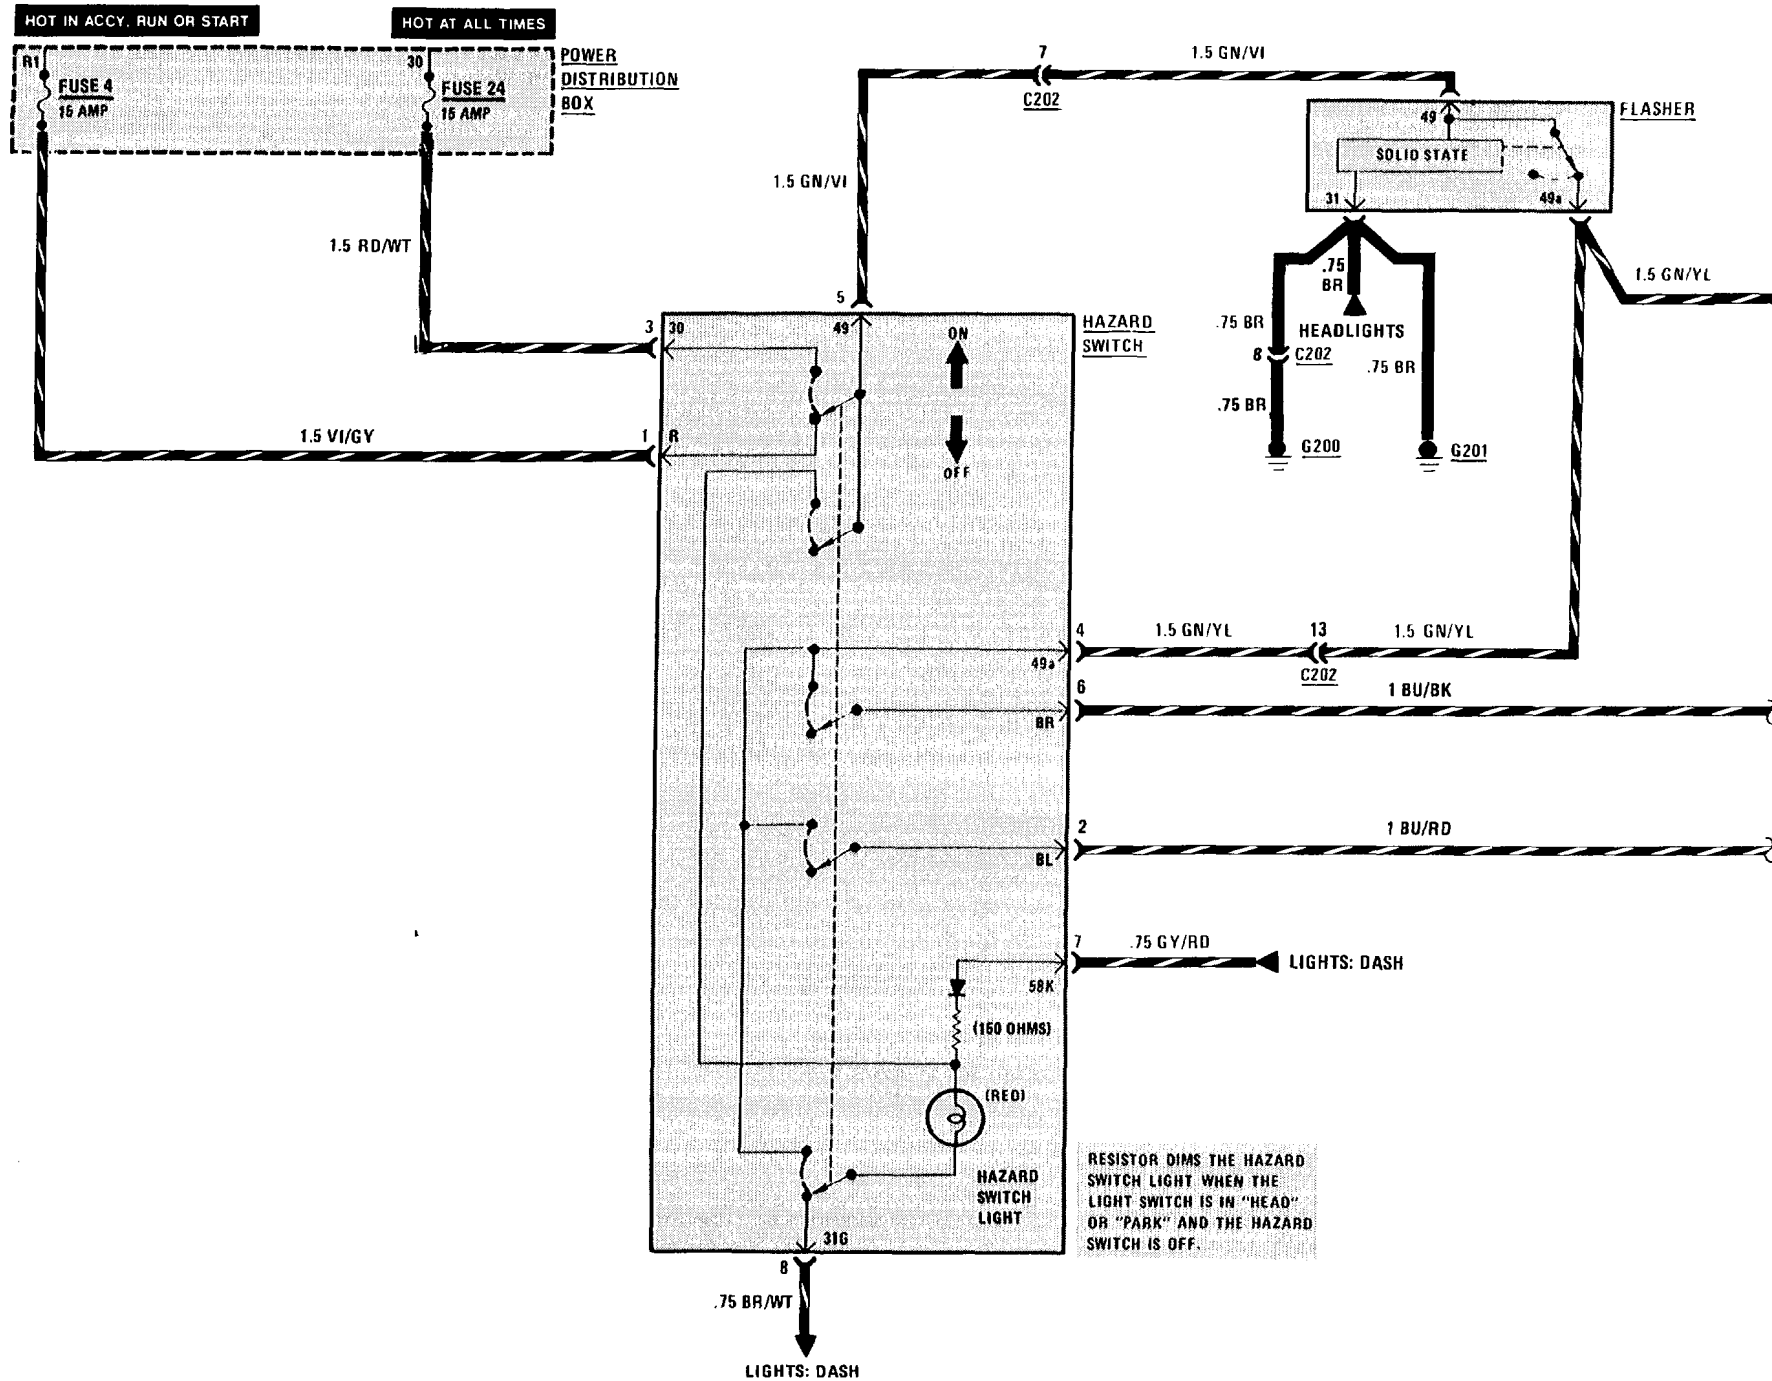 HOT IN ACCY, RUN OR START
HOT AT ALL TIMES
R1
FUSE 4
15 AMP
30
FUSE 24
15 AMP
POWER
DISTRIBUTION
BOX
7
1.5 GN/VI
C202
FLASHER
49
SOLID STATE
31
49a
1.5 GN/VI
1.5 RD/WT
.75
BR
1.5 GN/YL
5
3
30
49
ON
HAZARD
SWITCH
.75 BR
HEADLIGHTS
8
C202
.75 BR
.75 BR
1.5 VI/GY
1
R
OFF
G200
G201
4
1.5 GN/YL
13
1.5 GN/YL
49a
C202
6
1 BU/BK
BR
2
1 BU/RD
BL
7
.75 GY/RD
LIGHTS: DASH
58K
(150 OHMS)
(RED)
HAZARD
SWITCH
LIGHT
RESISTOR DIMS THE HAZARD
SWITCH LIGHT WHEN THE
LIGHT SWITCH IS IN "HEAD"
OR "PARK" AND THE HAZARD
SWITCH IS OFF.
31G
8
.75 BR/WT
LIGHTS: DASH